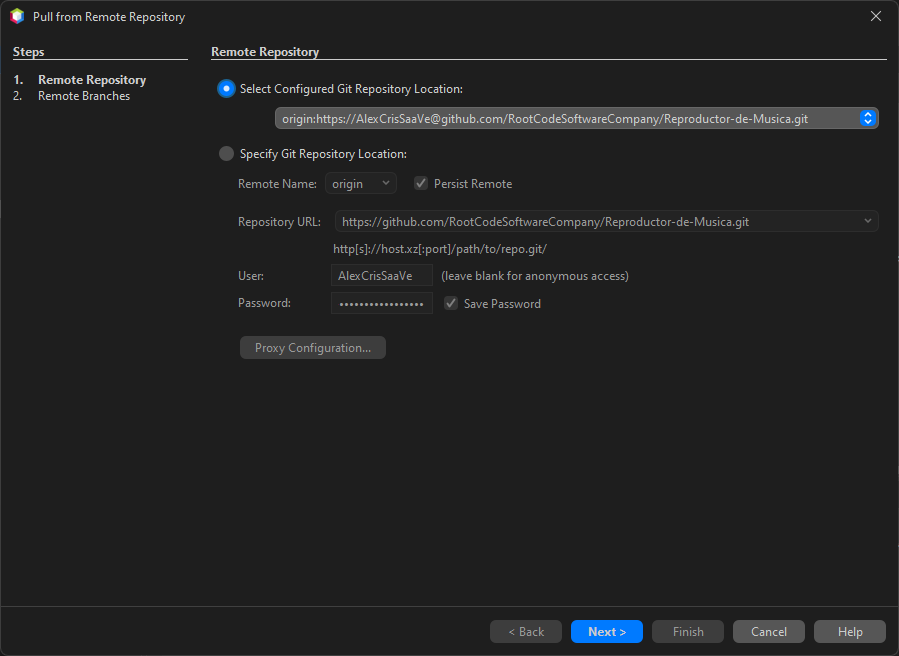 Pull from Remote Repository
Steps
1. Remote Repository
2. Remote Branches
Remote Repository
Select Configured Git Repository Location:
origin:https://AlexCrisSaaVe@github.com/RootCodeSoftwareCompany/Reproductor-de-Musica.git
Specify Git Repository Location:
Remote Name: origin Persist Remote
Repository URL: https://github.com/RootCodeSoftwareCompany/Reproductor-de-Musica.git
http[s]://host.xz[:port]/path/to/repo.git/
User: AlexCrisSaaVe (leave blank for anonymous access)
Password: ••••••••••••••••• Save Password
Proxy Configuration...
< Back Next > Finish Cancel Help